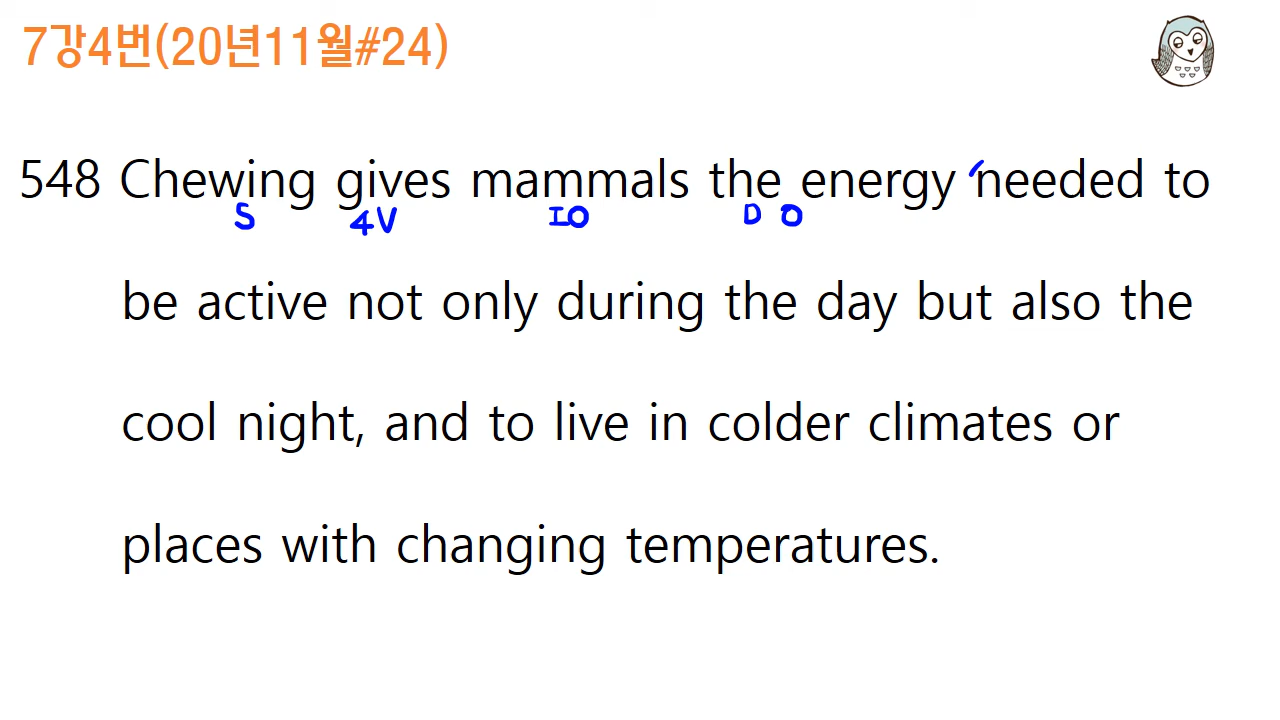 7강4번(20년11월#24)
548 Chewing gives mammals the energy needed to
S 4V IO D O
be active not only during the day but also the
cool night, and to live in colder climates or
places with changing temperatures.